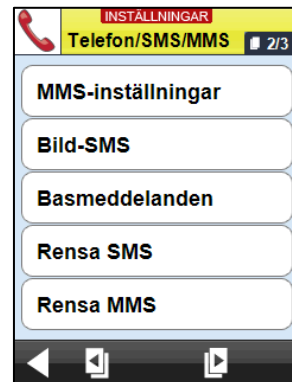 INSTÄLLNINGAR
Telefon/SMS/MMS 2/3
MMS-inställningar
Bild-SMS
Basmeddelanden
Rensa SMS
Rensa MMS